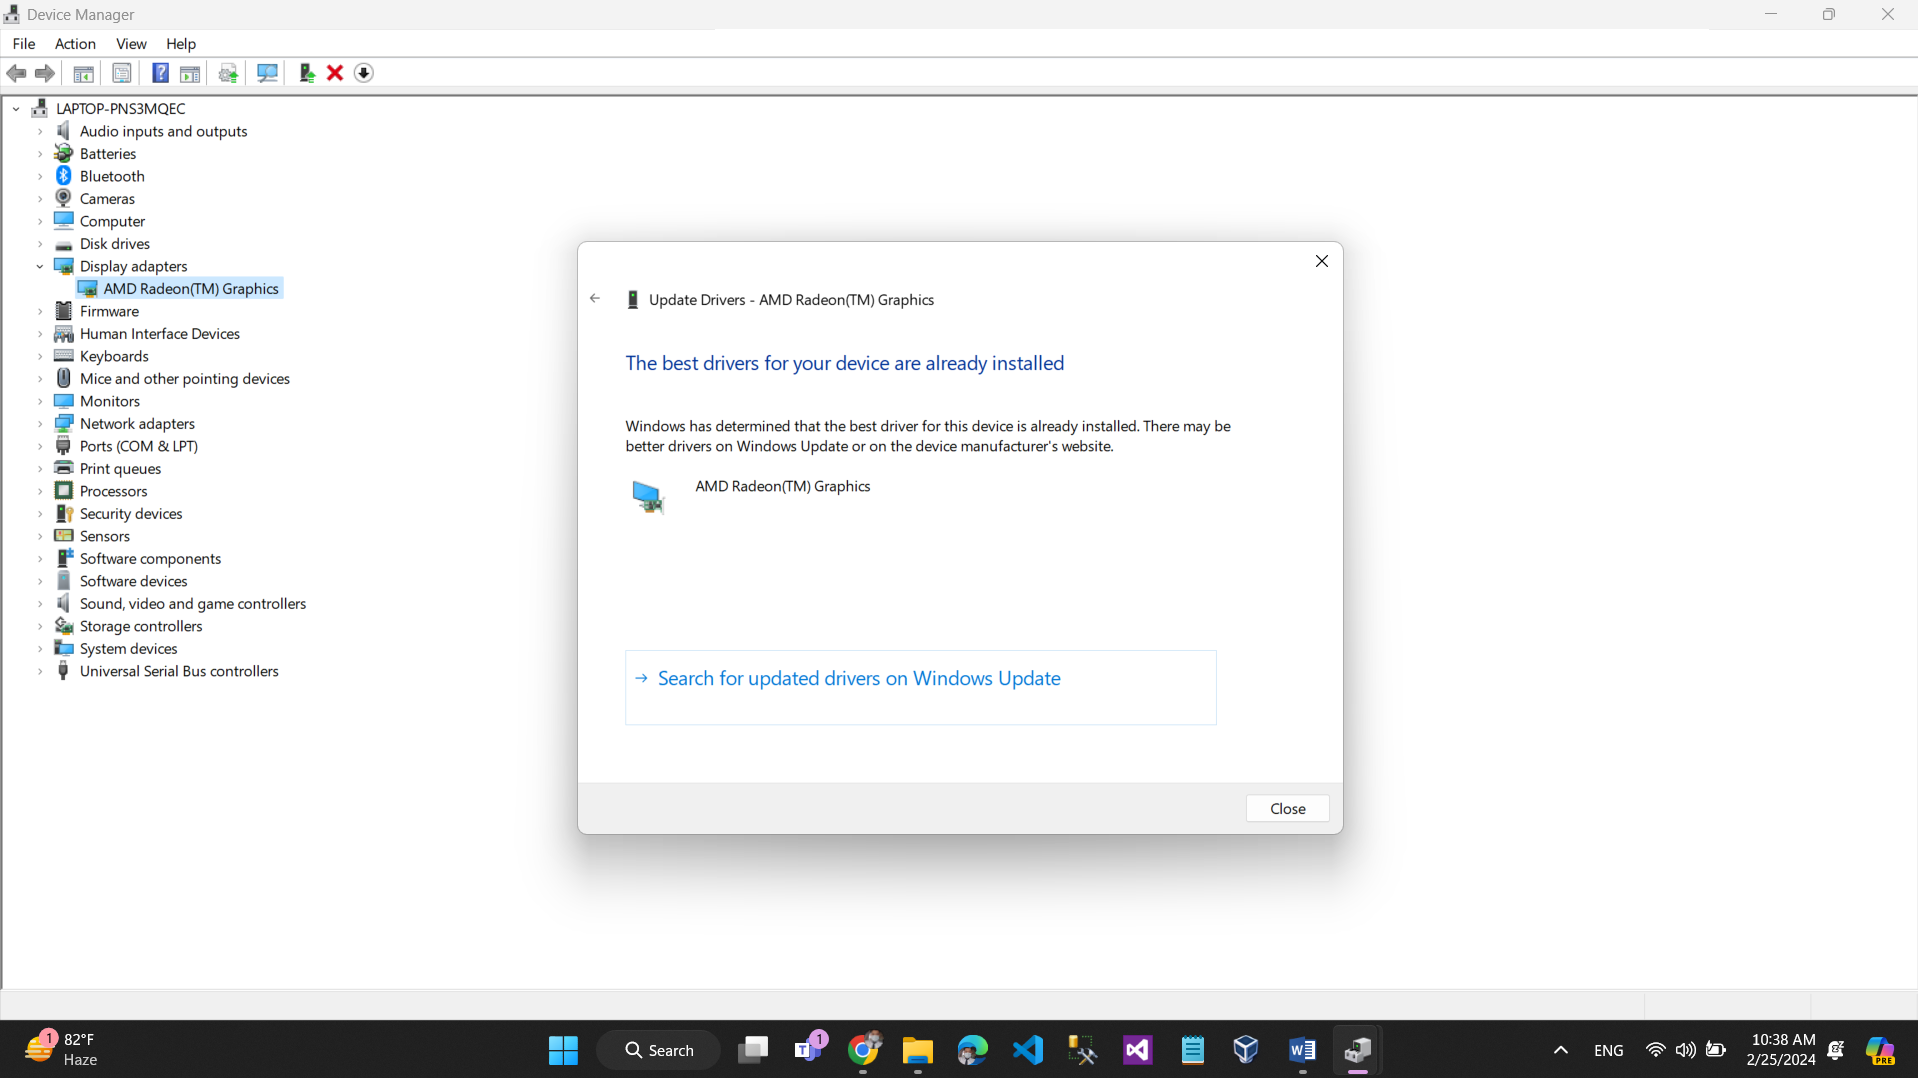 Device Manager
File Action View Help
LAPTOP-PNS3MQEC
Audio inputs and outputs
Batteries
Bluetooth
Cameras
Computer
Disk drives
Display adapters
AMD Radeon(TM) Graphics
Firmware
Human Interface Devices
Keyboards
Mice and other pointing devices
Monitors
Network adapters
Ports (COM & LPT)
Print queues
Processors
Security devices
Sensors
Software components
Software devices
Sound, video and game controllers
Storage controllers
System devices
Universal Serial Bus controllers
Update Drivers - AMD Radeon(TM) Graphics
The best drivers for your device are already installed
Windows has determined that the best driver for this device is already installed. There may be
better drivers on Windows Update or on the device manufacturer's website.
AMD Radeon(TM) Graphics
Search for updated drivers on Windows Update
Close
1
82°F
Haze
Search
1
ENG
10:38 AM
2/25/2024
PRE